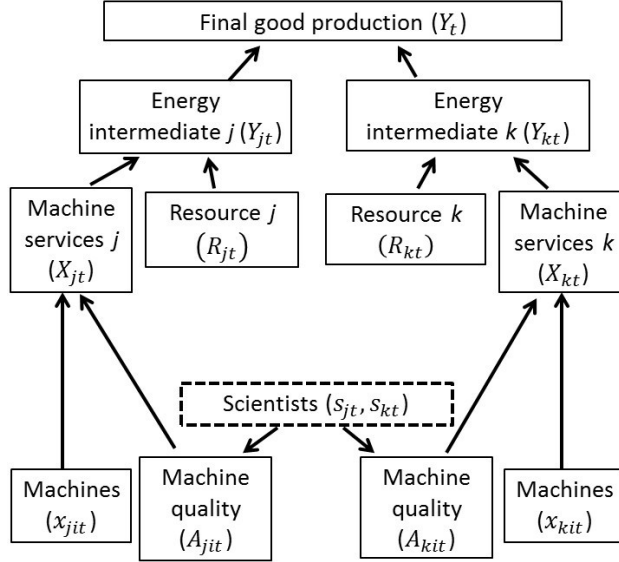 Final good production (Y_t)
Energy
intermediate j (Y_jt)
Energy
intermediate k (Y_kt)
Machine
services j
(X_jt)
Resource j
(R_jt)
Resource k
(R_kt)
Machine
services k
(X_kt)
Scientists (s_jt, s_kt)
Machines
(x_jit)
Machine
quality
(A_jit)
Machine
quality
(A_kit)
Machines
(x_kit)